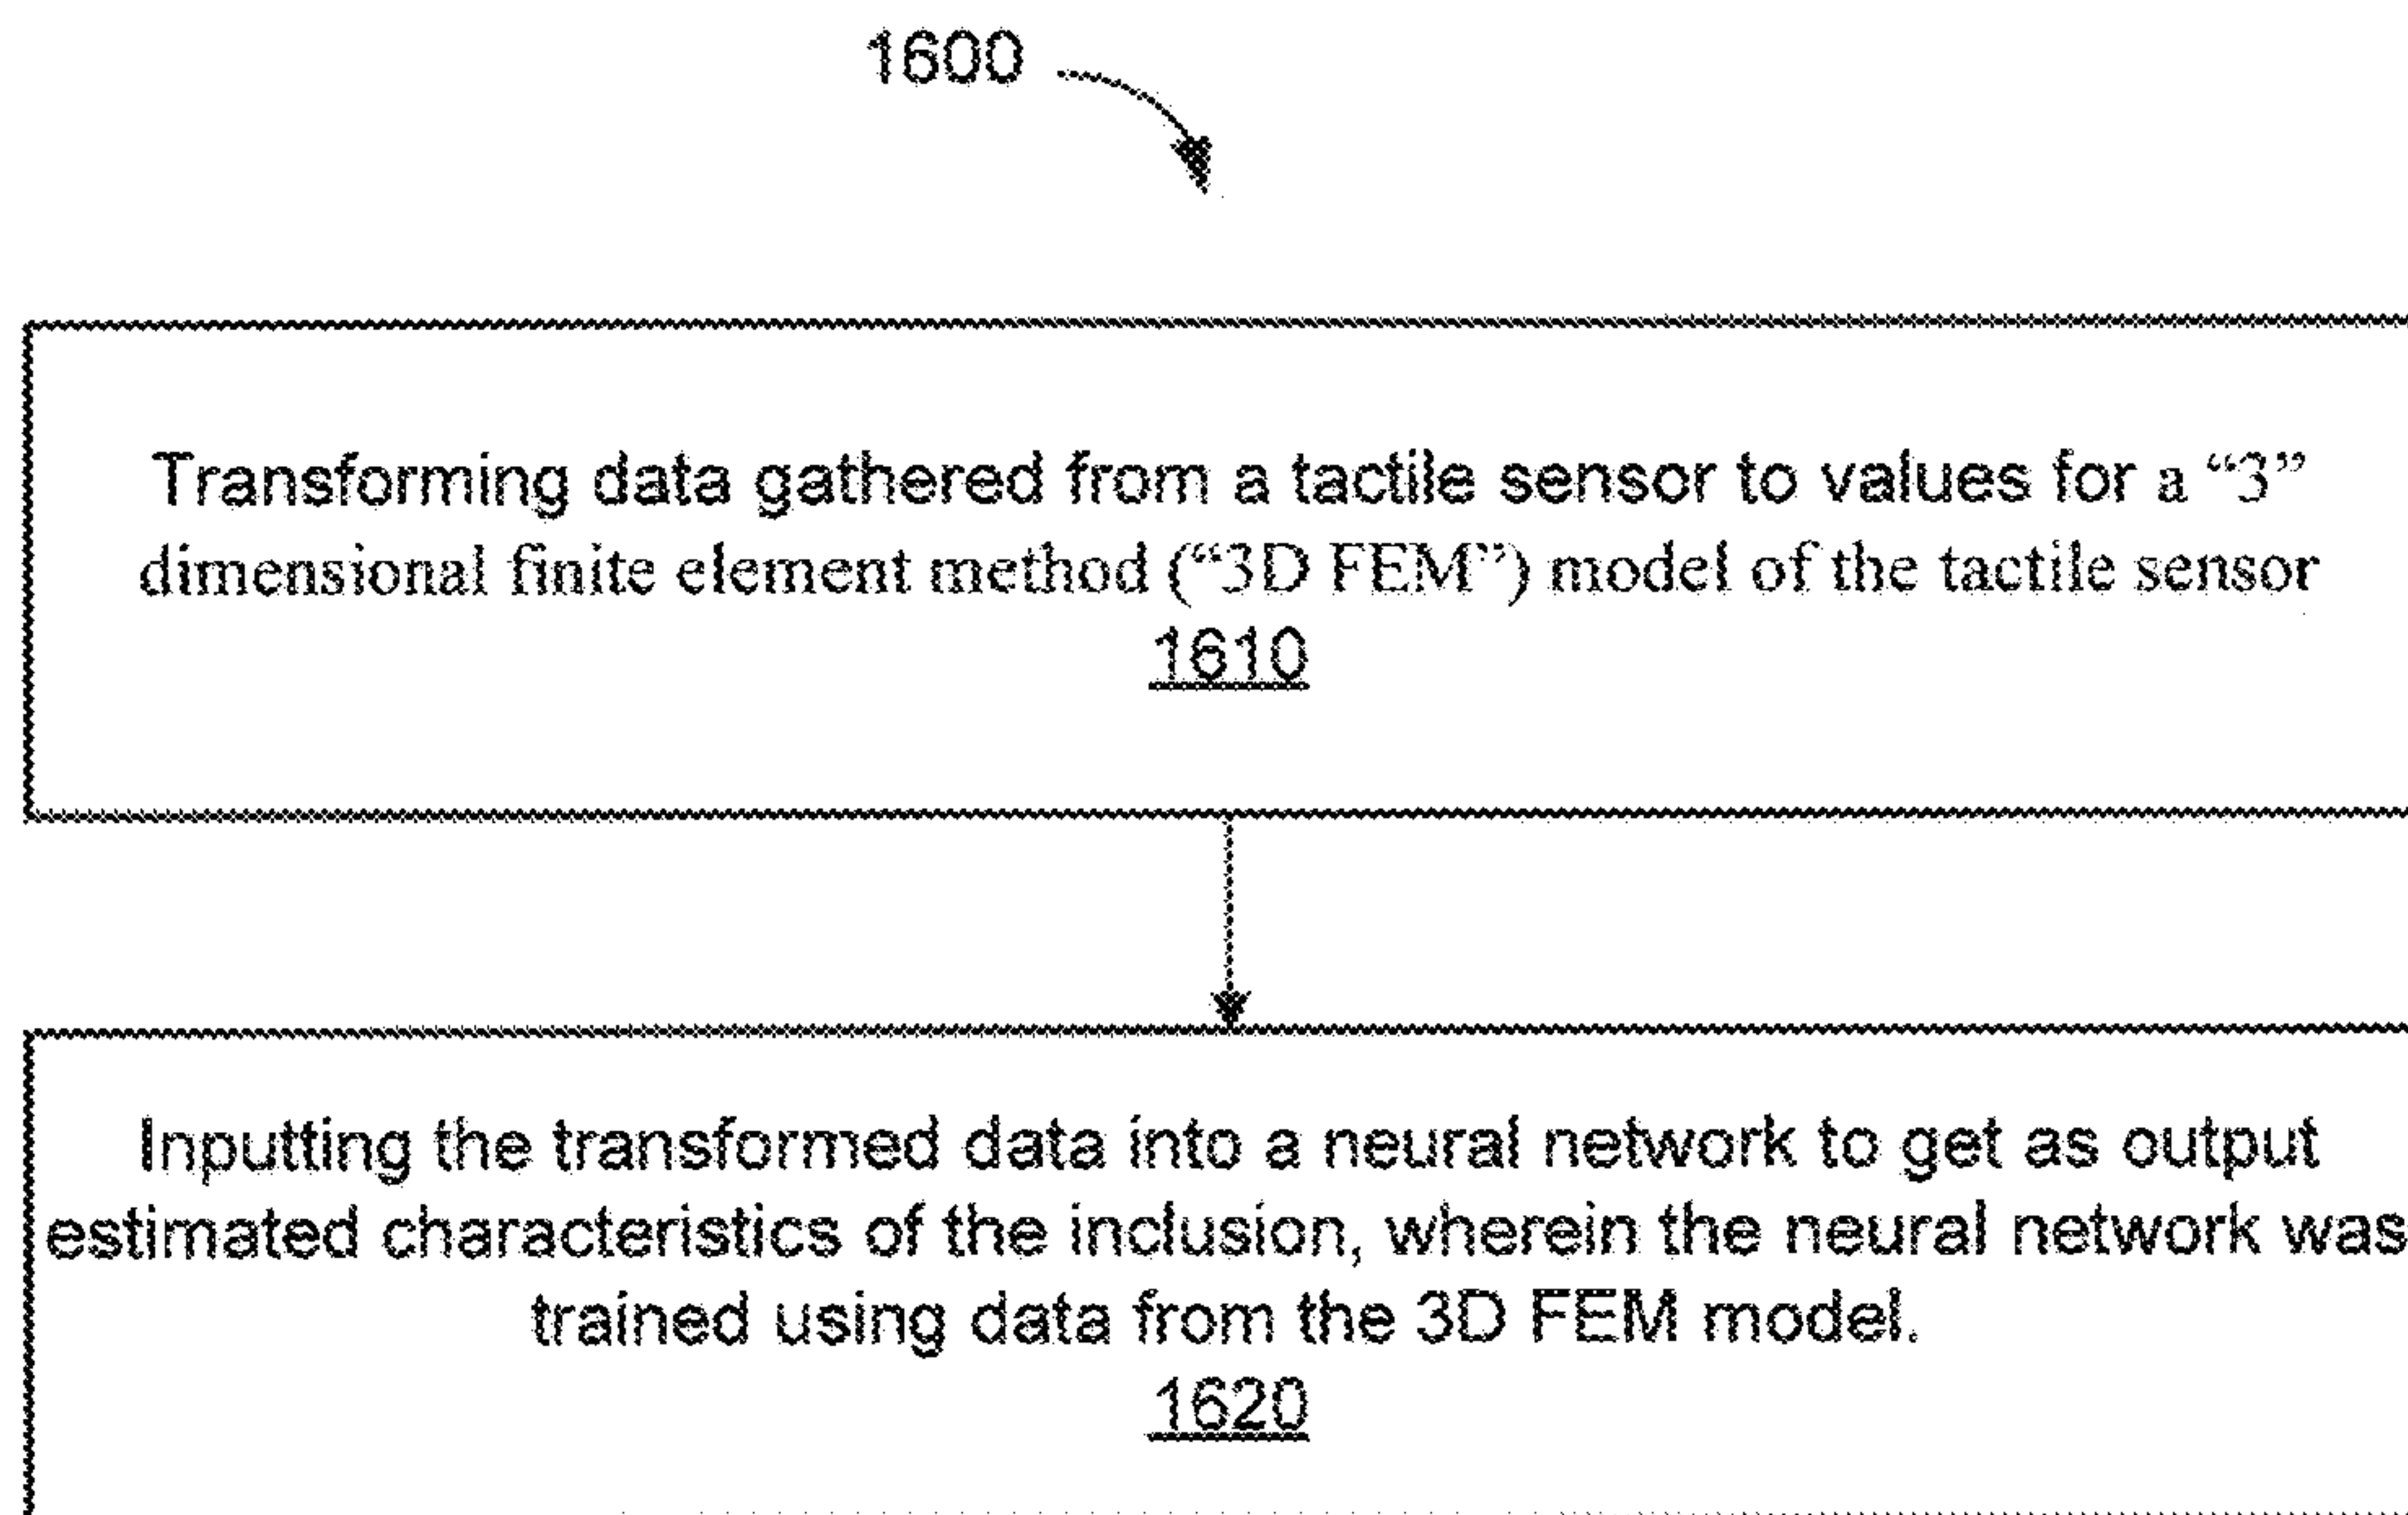 1600
Transforming data gathered from a tactile sensor to values for a “3”
dimensional finite element method (“3D FEM”) model of the tactile sensor
1610
Inputting the transformed data into a neural network to get as output
estimated characteristics of the inclusion, wherein the neural network was
trained using data from the 3D FEM model.
1620